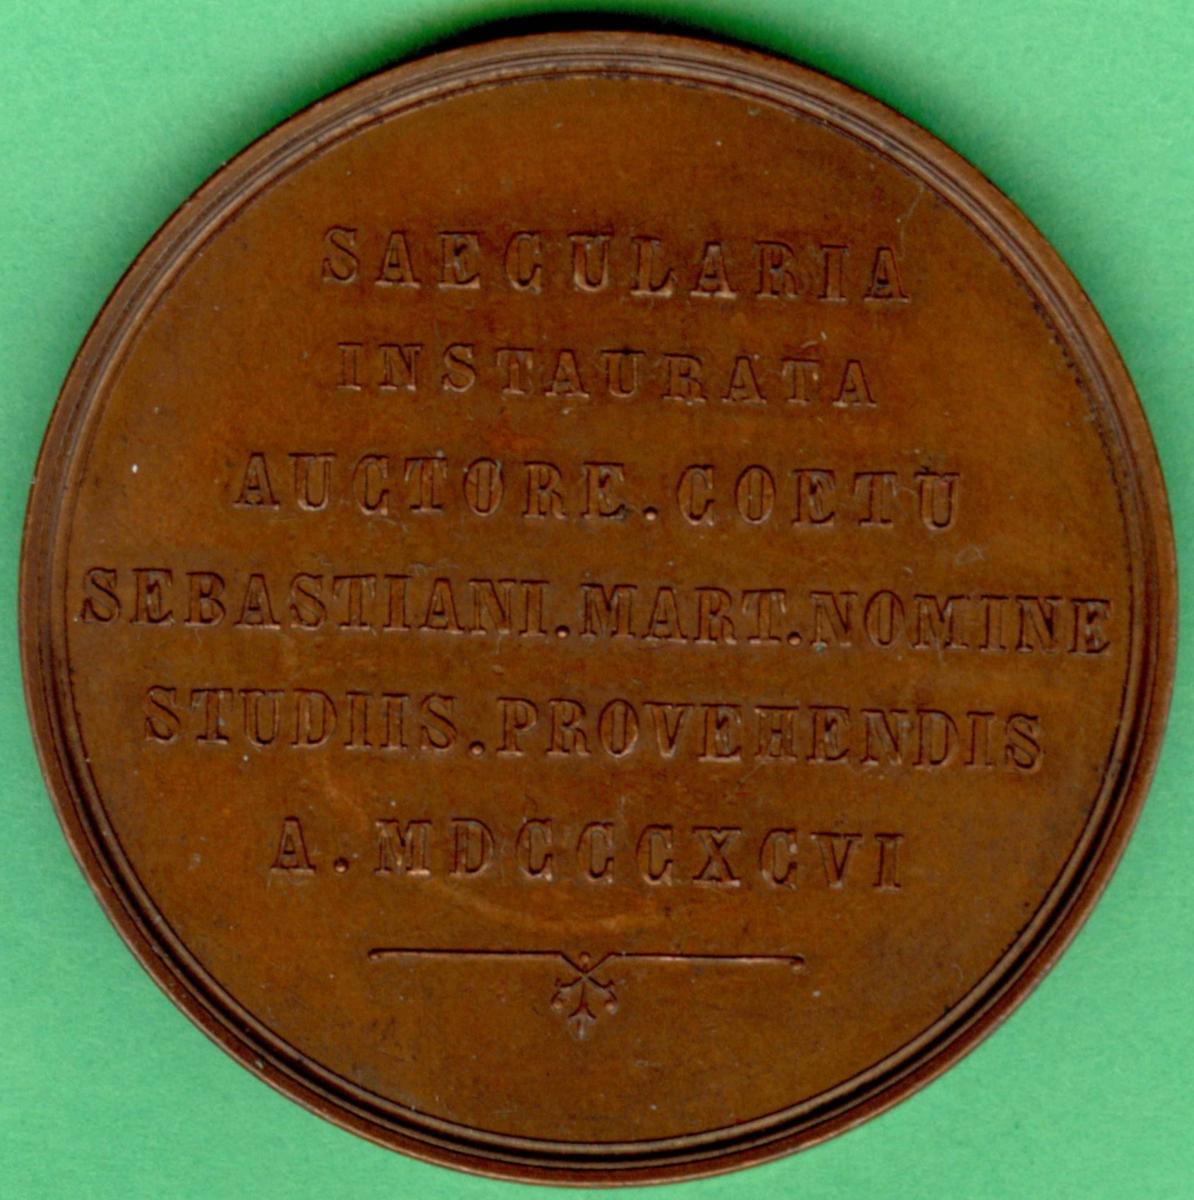 SAECULARIA
INSTAURATA
AUCTORE.COETU
SEBASTIANI.MART.NOMINE
STUDIIS.PROVEHENDIS
A.MDCCCXCVI